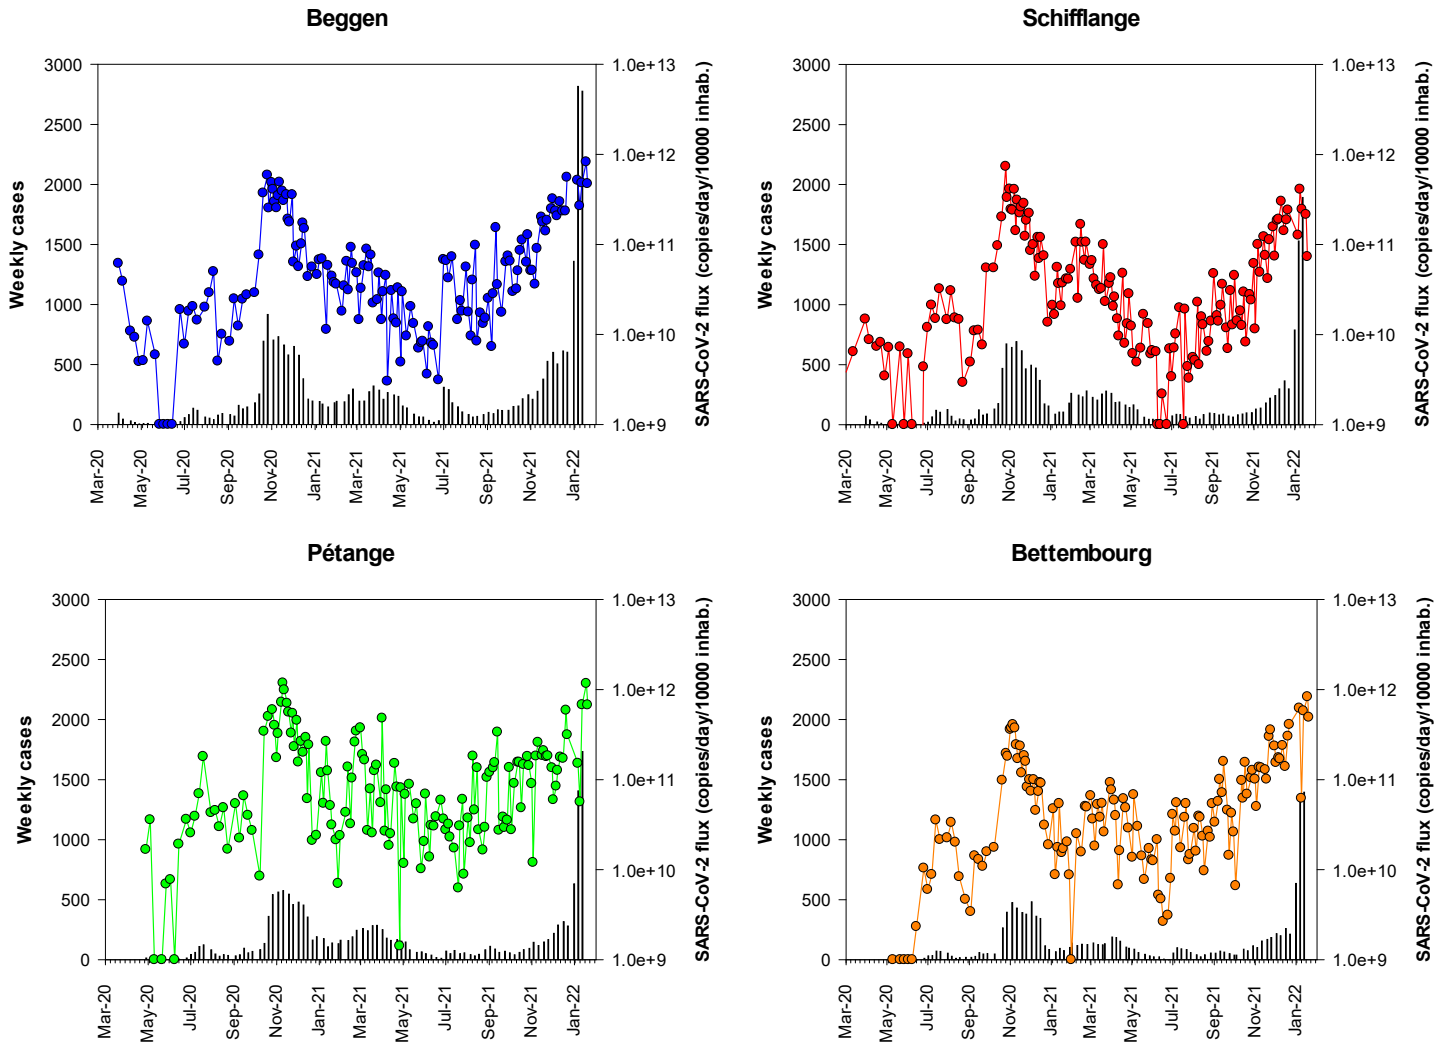 Beggen
3000
2500
2000
1500
1000
500
0
Weekly cases
1.0e+13
1.0e+12
1.0e+11
1.0e+10
1.0e+9
SARS-CoV-2 flux (copies/day/10000 inhab.)
Mar-20
May-20
Jul-20
Sep-20
Nov-20
Jan-21
Mar-21
May-21
Jul-21
Sep-21
Nov-21
Jan-22
Schifflange
3000
2500
2000
1500
1000
500
0
Weekly cases
1.0e+13
1.0e+12
1.0e+11
1.0e+10
1.0e+9
SARS-CoV-2 flux (copies/day/10000 inhab.)
Mar-20
May-20
Jul-20
Sep-20
Nov-20
Jan-21
Mar-21
May-21
Jul-21
Sep-21
Nov-21
Jan-22
Pétange
3000
2500
2000
1500
1000
500
0
Weekly cases
1.0e+13
1.0e+12
1.0e+11
1.0e+10
1.0e+9
SARS-CoV-2 flux (copies/day/10000 inhab.)
Mar-20
May-20
Jul-20
Sep-20
Nov-20
Jan-21
Mar-21
May-21
Jul-21
Sep-21
Nov-21
Jan-22
Bettembourg
3000
2500
2000
1500
1000
500
0
Weekly cases
1.0e+13
1.0e+12
1.0e+11
1.0e+10
1.0e+9
SARS-CoV-2 flux (copies/day/10000 inhab.)
Mar-20
May-20
Jul-20
Sep-20
Nov-20
Jan-21
Mar-21
May-21
Jul-21
Sep-21
Nov-21
Jan-22